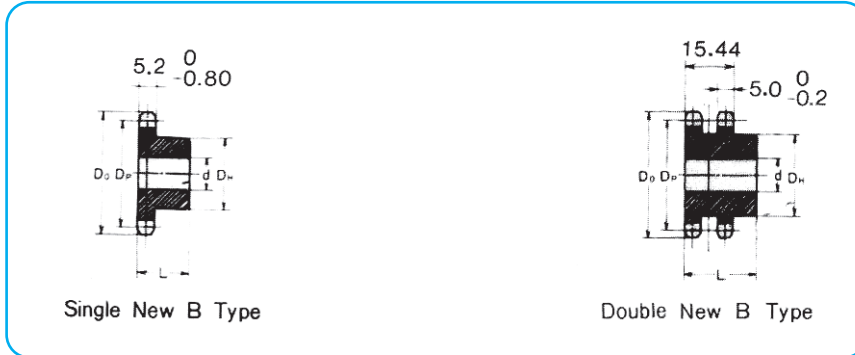 5.2 0
-0.80
Do Dp d DH
L
Single New B Type
15.44
5.0 0
-0.2
Do Dp d DH
L
Double New B Type